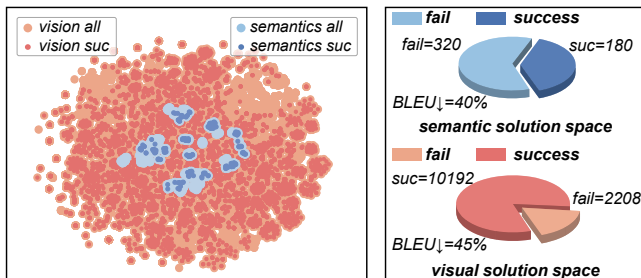 vision all
vision suc
semantics all
semantics suc
fail success
fail=320
suc=180
BLEU↓=40%
semantic solution space
fail success
suc=10192
fail=2208
BLEU↓=45%
visual solution space